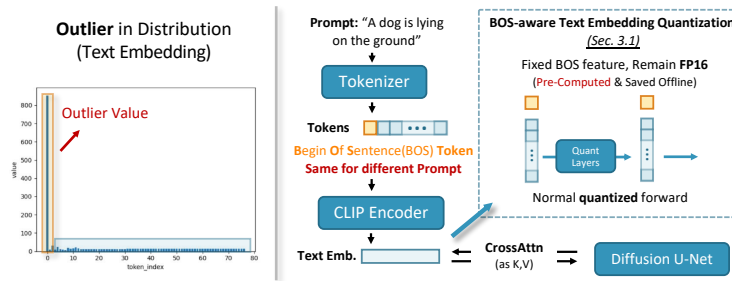 Outlier in Distribution
(Text Embedding)
Outlier Value
value
800
700
600
500
400
300
200
100
0
0 10 20 30 40 50 60 70 80
token_index
Prompt: “A dog is lying
on the ground”
Tokenizer
Tokens
Begin Of Sentence(BOS) Token
Same for different Prompt
CLIP Encoder
Text Emb.
CrossAttn
(as K,V)
Diffusion U-Net
BOS-aware Text Embedding Quantization
(Sec. 3.1)
Fixed BOS feature, Remain FP16
(Pre-Computed & Saved Offline)
Quant
Layers
Normal quantized forward